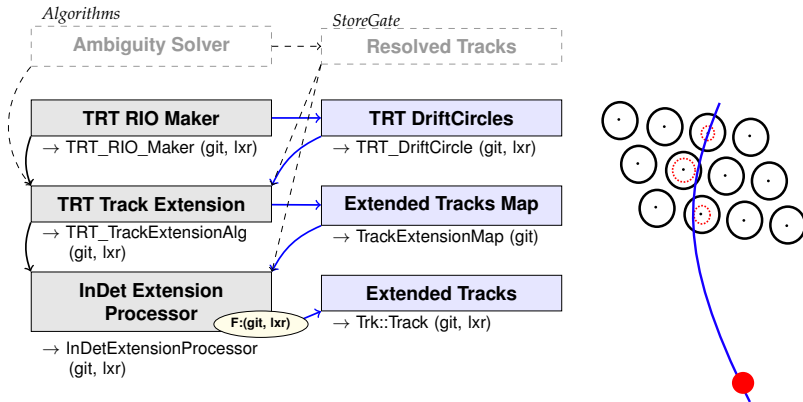 Algorithms
StoreGate
Ambiguity Solver
Resolved Tracks
TRT RIO Maker
TRT DriftCircles
→ TRT_RIO_Maker (git, lxr)
→ TRT_DriftCircle (git, lxr)
TRT Track Extension
Extended Tracks Map
→ TRT_TrackExtensionAlg
(git, lxr)
→ TrackExtensionMap (git)
InDet Extension
Processor
Extended Tracks
F:(git, lxr)
→ Trk::Track (git, lxr)
→ InDetExtensionProcessor
(git, lxr)